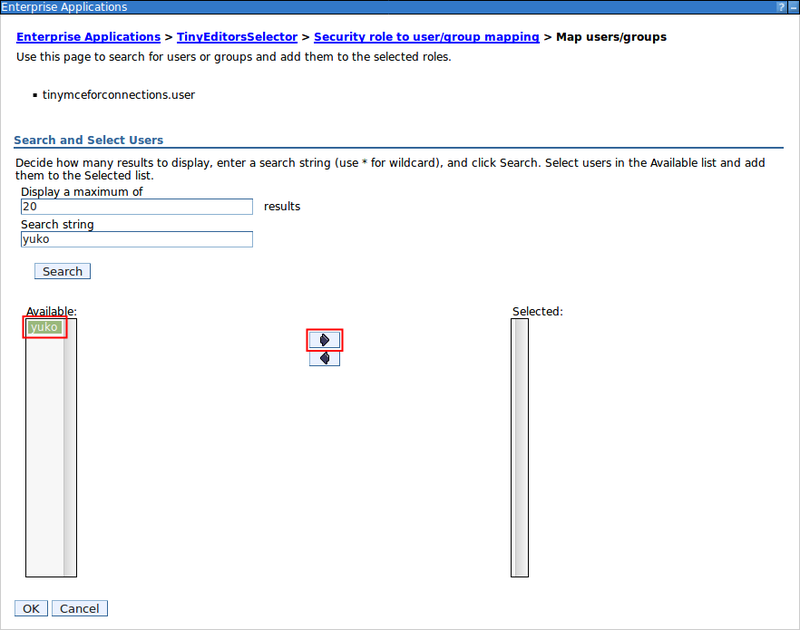 Enterprise Applications
Enterprise Applications > TinyEditorsSelector > Security role to user/group mapping > Map users/groups
Use this page to search for users or groups and add them to the selected roles.
tinymceforconnections.user
Search and Select Users
Decide how many results to display, enter a search string (use * for wildcard), and click Search. Select users in the Available list and add
them to the Selected list.
Display a maximum of
20 results
Search string
yuko
Search
Available: Selected:
yuko
OK Cancel